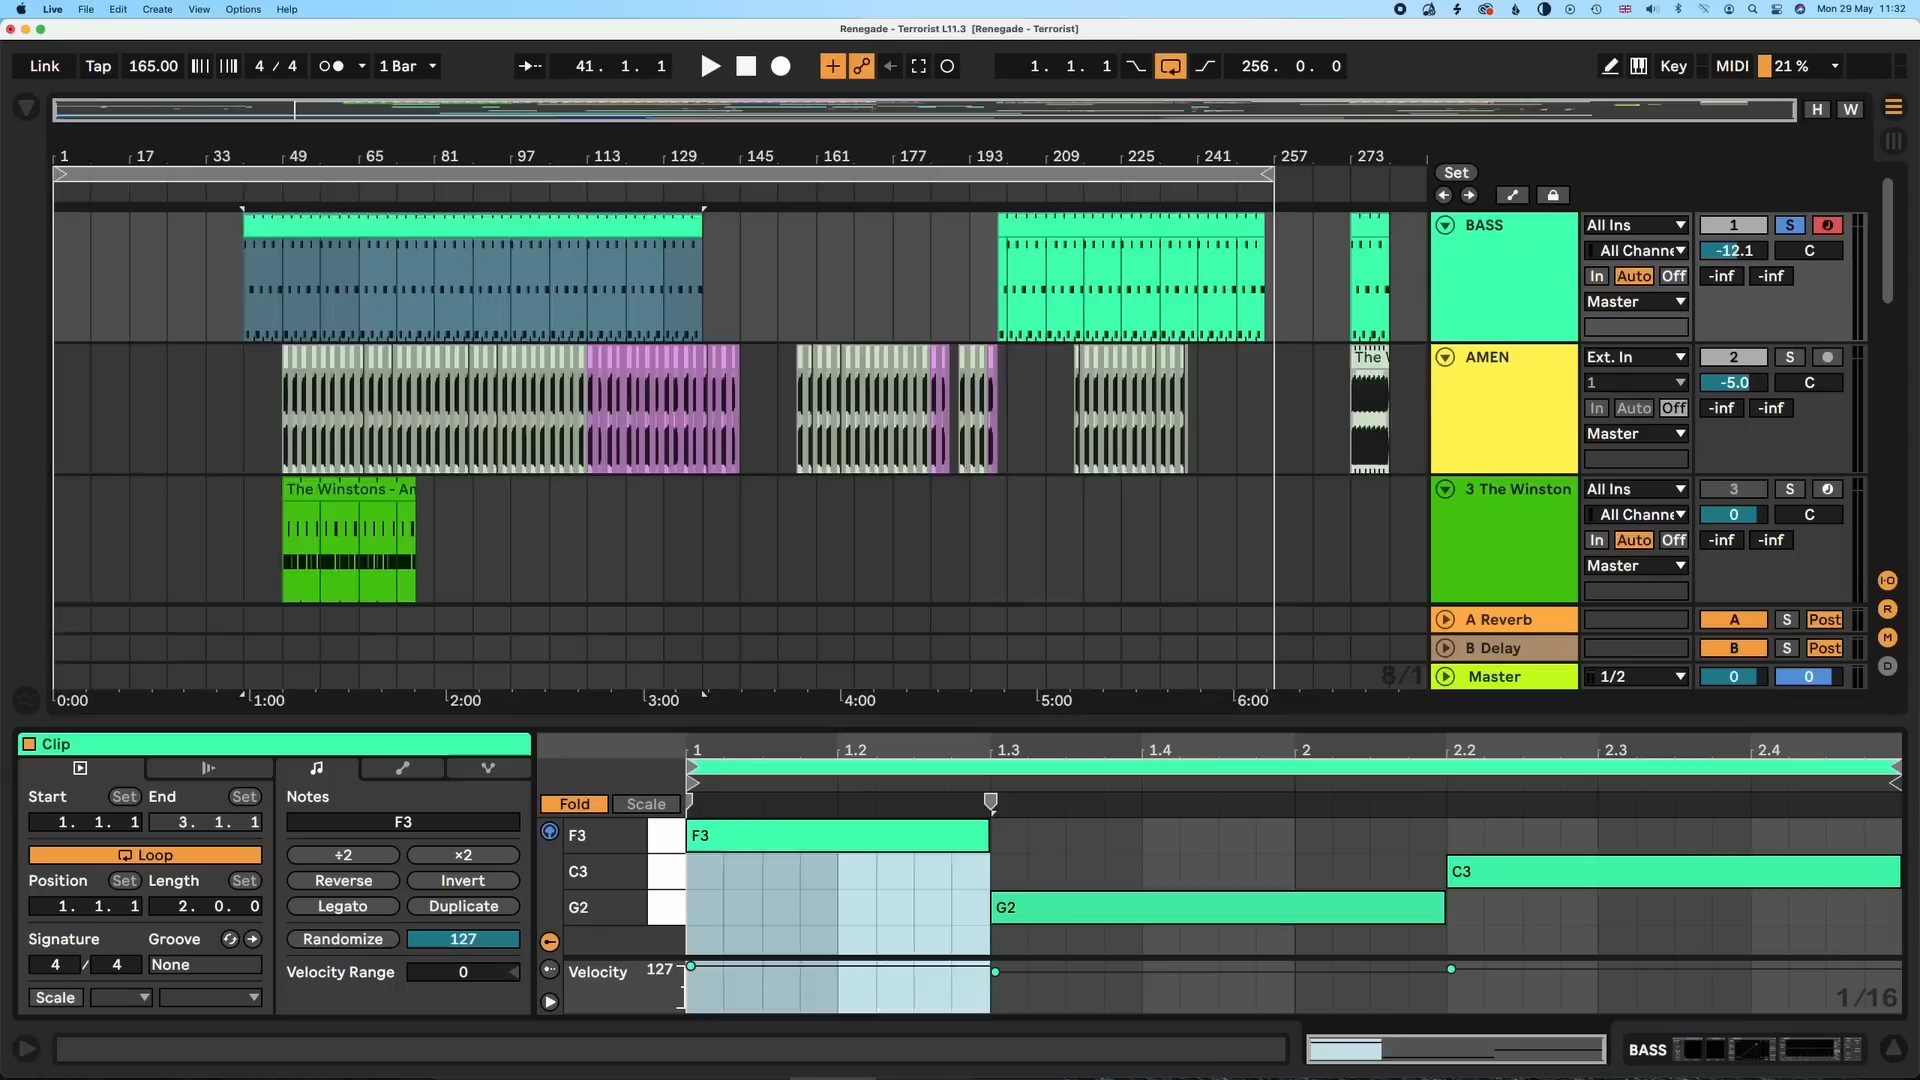 Live File Edit Create View Options Help Mon 29 May 11:32
Renegade - Terrorist L11.3 [Renegade - Terrorist]
Link Tap 165.00 4 / 4 1 Bar 41. 1. 1 1. 1. 1 256. 0. 0 Key MIDI 21 %
H W
1 17 33 49 65 81 97 113 129 145 161 177 193 209 225 241 257 273
Set
BASS All Ins 1 S
All Channe -12.1 C
In Auto Off -inf -inf
Master
The AMEN Ext. In 2 S
1 -5.0 C
In Auto Off -inf -inf
Master
The Winstons - Am 3 The Winston All Ins 3 S
All Channe 0 C
In Auto Off -inf -inf
Master
I·O
A Reverb A S Post
R
M
B Delay B S Post
D
8/1 Master 1/2 0 0
0:00 1:00 2:00 3:00 4:00 5:00 6:00
Clip 1 1.2 1.3 1.4 2 2.2 2.3 2.4
Start Set End Set Notes
Fold Scale
1. 1. 1 3. 1. 1 F3
F3 F3
Loop ÷2 ×2
C3 C3
Position Set Length Set Reverse Invert
1. 1. 1 2. 0. 0 Legato Duplicate
G2 G2
Signature Groove Randomize 127
4 / 4 None Velocity Range 0
Velocity 127
Scale 1/16
BASS